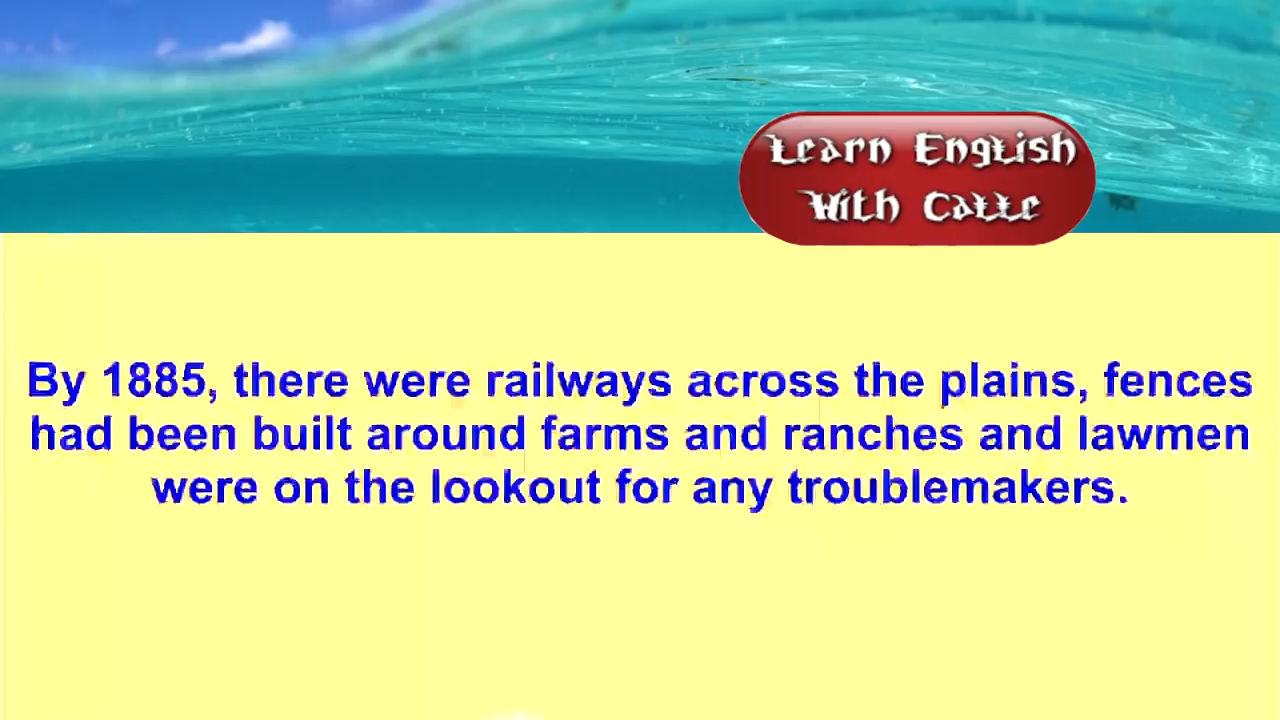 Learn English
With Calle
By 1885, there were railways across the plains, fences
had been built around farms and ranches and lawmen
were on the lookout for any troublemakers.